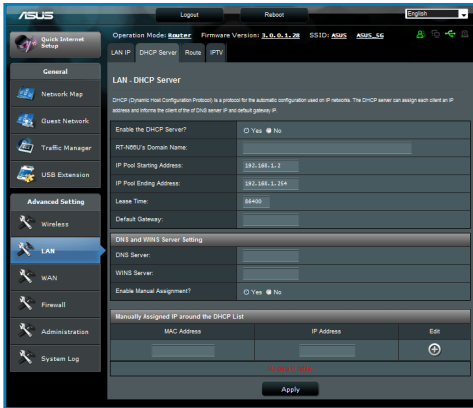 ASUS
Logout
Reboot
English
Quick Internet Setup
Operation Mode: Router Firmware Version: 3.0.0.1.28 SSID: ASUS ASUS_5G
LAN IP DHCP Server Route IPTV
General
Network Map
Guest Network
Traffic Manager
USB Extension
Advanced Setting
Wireless
LAN
WAN
Firewall
Administration
System Log
LAN - DHCP Server
DHCP (Dynamic Host Configuration Protocol) is a protocol for the automatic configuration used on IP networks. The DHCP server can assign each client an IP
address and informs the client of the of DNS server IP and default gateway IP.
Enable the DHCP Server? Yes No
RT-N66U's Domain Name:
IP Pool Starting Address: 192.168.1.2
IP Pool Ending Address: 192.168.1.254
Lease Time: 86400
Default Gateway:
DNS and WINS Server Setting
DNS Server:
WINS Server:
Enable Manual Assignment? Yes No
Manually Assigned IP around the DHCP List
MAC Address IP Address Edit
Apply